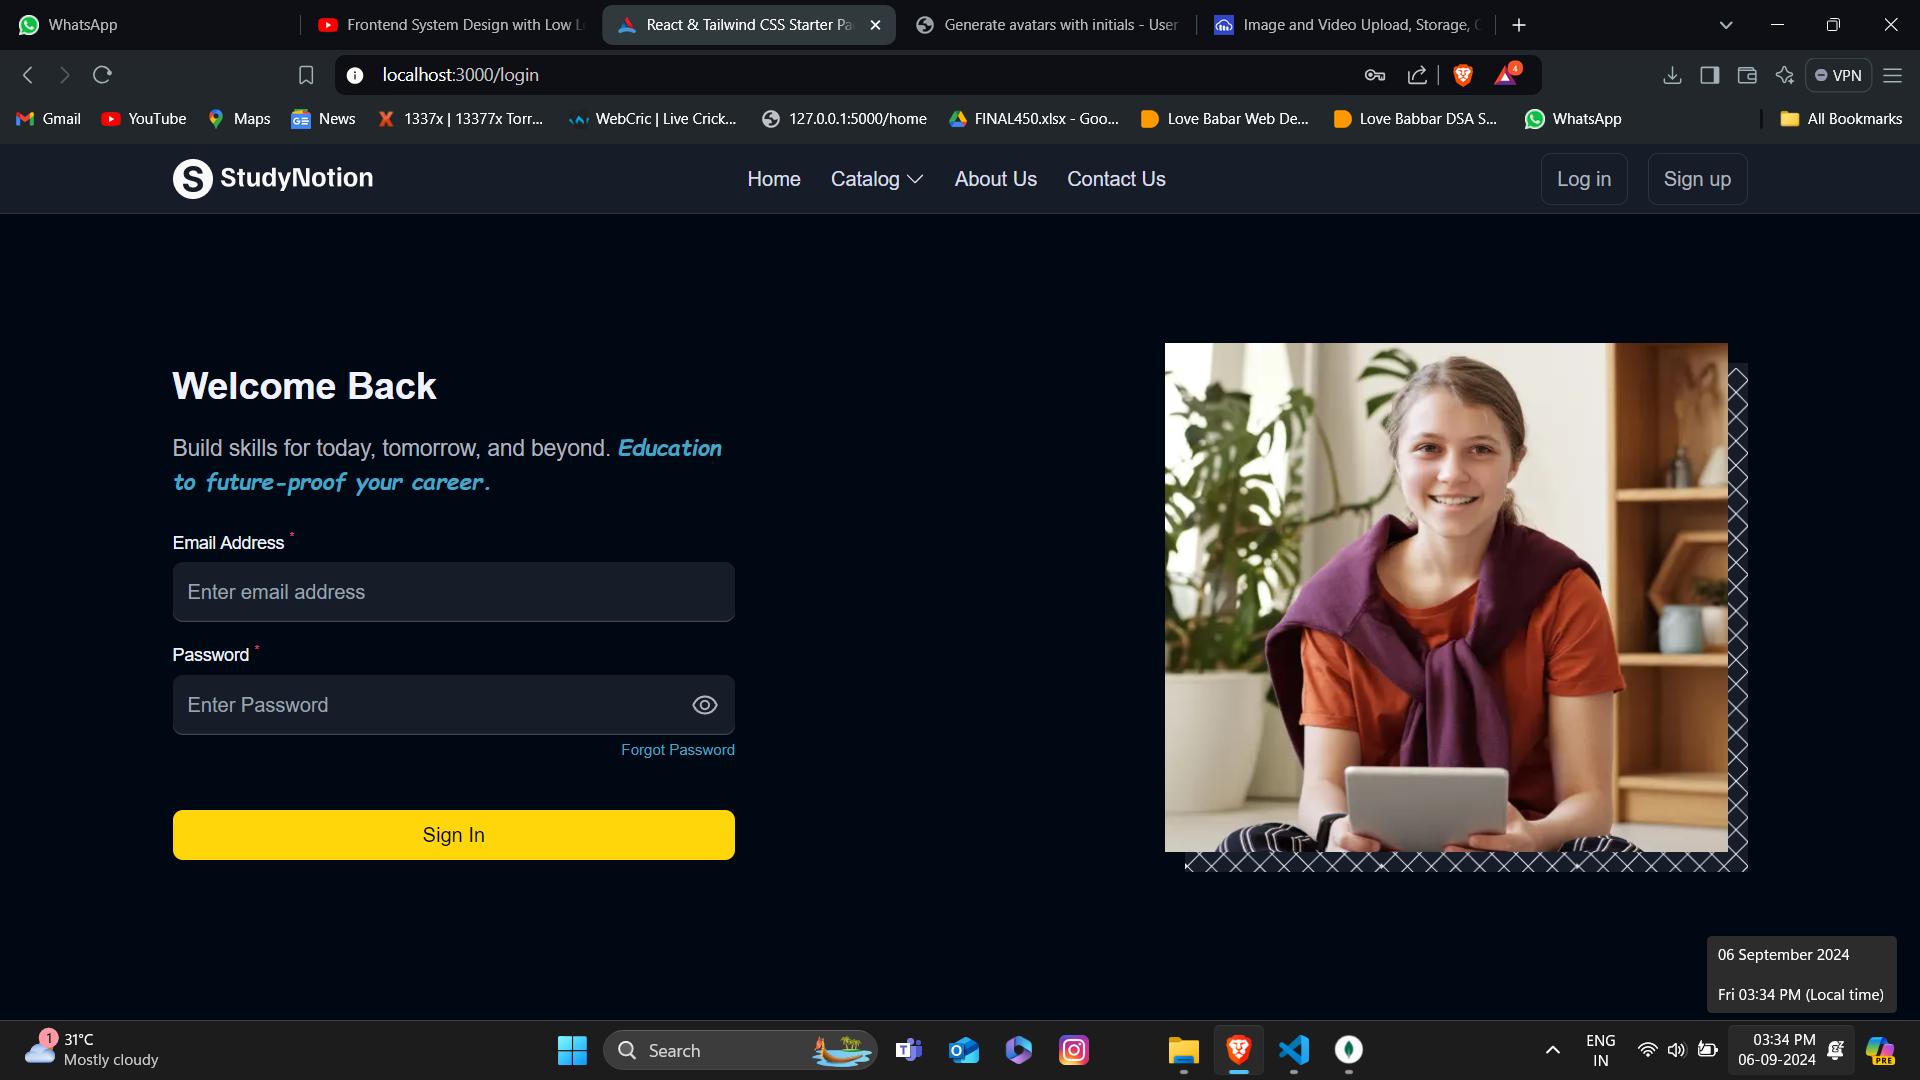 WhatsApp
Frontend System Design with Low L
React & Tailwind CSS Starter Pa
Generate avatars with initials - User
Image and Video Upload, Storage, C
localhost:3000/login
4
VPN
Gmail
YouTube
Maps
News
1337x | 13377x Torr...
WebCric | Live Crick...
127.0.0.1:5000/home
FINAL450.xlsx - Goo...
Love Babar Web De...
Love Babbar DSA S...
WhatsApp
All Bookmarks
StudyNotion
Home
Catalog
About Us
Contact Us
Log in
Sign up
Welcome Back
Build skills for today, tomorrow, and beyond. Education
to future-proof your career.
Email Address *
Enter email address
Password *
Enter Password
Forgot Password
Sign In
06 September 2024
Fri 03:34 PM (Local time)
1
31°C
Mostly cloudy
Search
ENG
IN
03:34 PM
06-09-2024
PRE